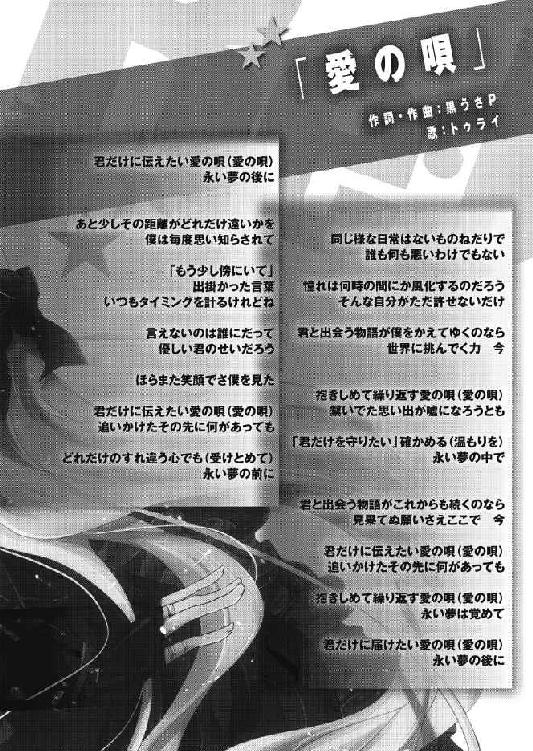 「愛の唄」
作詞・作曲:黒うさP
歌:トゥライ
君だけに伝えたい愛の唄(愛の唄)
永い夢の後に
あと少しその距離がどれだけ遠いかを
僕は毎度思い知らされて
「もう少し傍にいて」
出掛かった言葉
いつもタイミングを計るけれどね
言えないのは誰にだって
優しい君のせいだろう
ほらまた笑顔でさ僕を見た
君だけに伝えたい愛の唄(愛の唄)
追いかけたその先に何があっても
どれだけのすれ違う心でも(受けとめて)
永い夢の前に
同じ様な日常はないものねだりで
誰も何も悪いわけでもない
憧れは何時の間にか風化するのだろう
そんな自分がただ許せないだけ
君と出会う物語が僕をかえてゆくのなら
世界に挑んでく力 今
抱きしめて繰り返す愛の唄(愛の唄)
繋いでた思い出が嘘になろうとも
「君だけを守りたい」確かめる(温もりを)
永い夢の中で
君と出会う物語がこれからも続くのなら
見果てぬ願いさえここで 今
君だけに伝えたい愛の唄(愛の唄)
追いかけたその先に何があっても
抱きしめて繰り返す愛の唄(愛の唄)
永い夢は覚めて
君だけに届けたい愛の唄(愛の唄)
永い夢の後に